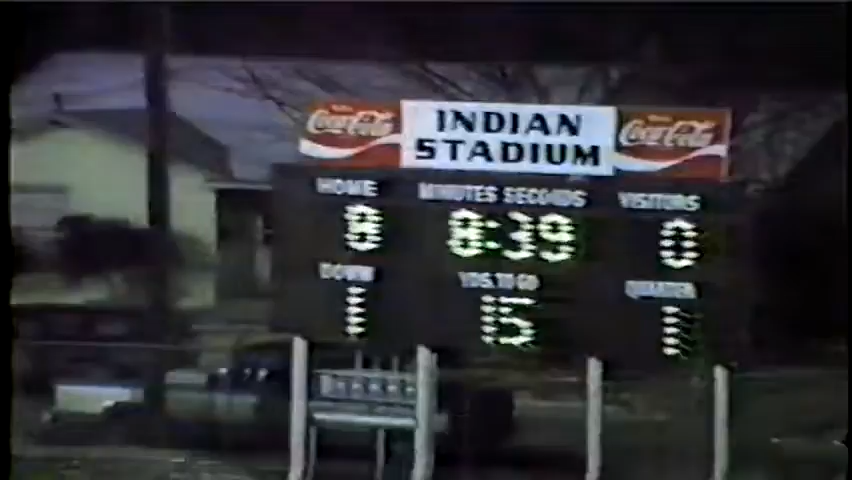 Coca-Cola
INDIAN
STADIUM
Coca-Cola
HOME MINUTES SECONDS VISITORS
8 8:39 0
DOWN YDS. TO GO QUARTER
1 15 1